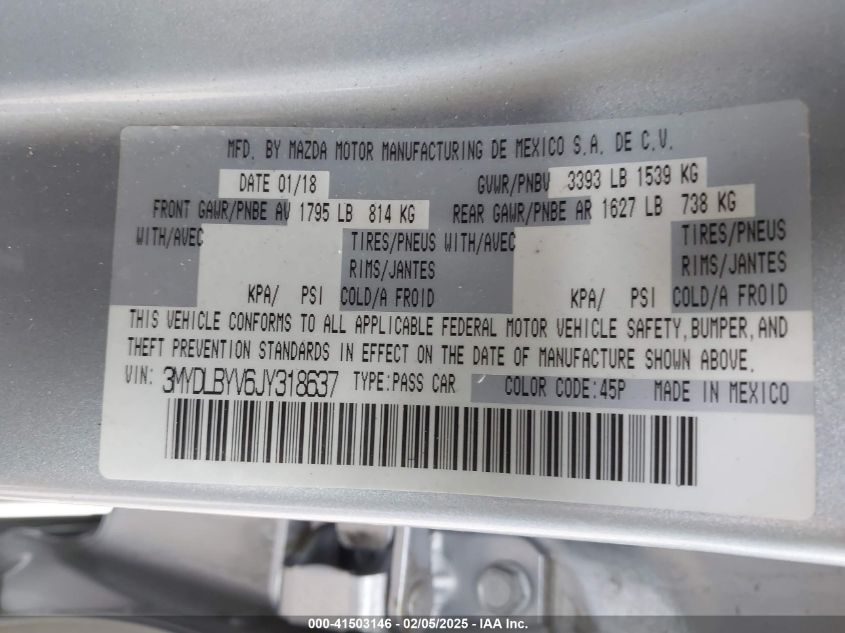 MFD. BY MAZDA MOTOR MANUFACTURING DE MEXICO S.A. DE C.V.
DATE 01/18 GVWR/PNBV 3393 LB 1539 KG
FRONT GAWR/PNBE AV 1795 LB 814 KG REAR GAWR/PNBE AR 1627 LB 738 KG
WITH/AVEC TIRES/PNEUS WITH/AVEC TIRES/PNEUS
RIMS/JANTES RIMS/JANTES
KPA/ PSI COLD/A FROID KPA/ PSI COLD/A FROID
THIS VEHICLE CONFORMS TO ALL APPLICABLE FEDERAL MOTOR VEHICLE SAFETY, BUMPER, AND
THEFT PREVENTION STANDARDS IN EFFECT ON THE DATE OF MANUFACTURE SHOWN ABOVE.
VIN: 3MYDLBYV6JY318637 TYPE:PASS CAR COLOR CODE:45P MADE IN MEXICO
000-41503146 - 02/05/2025 - IAA Inc.